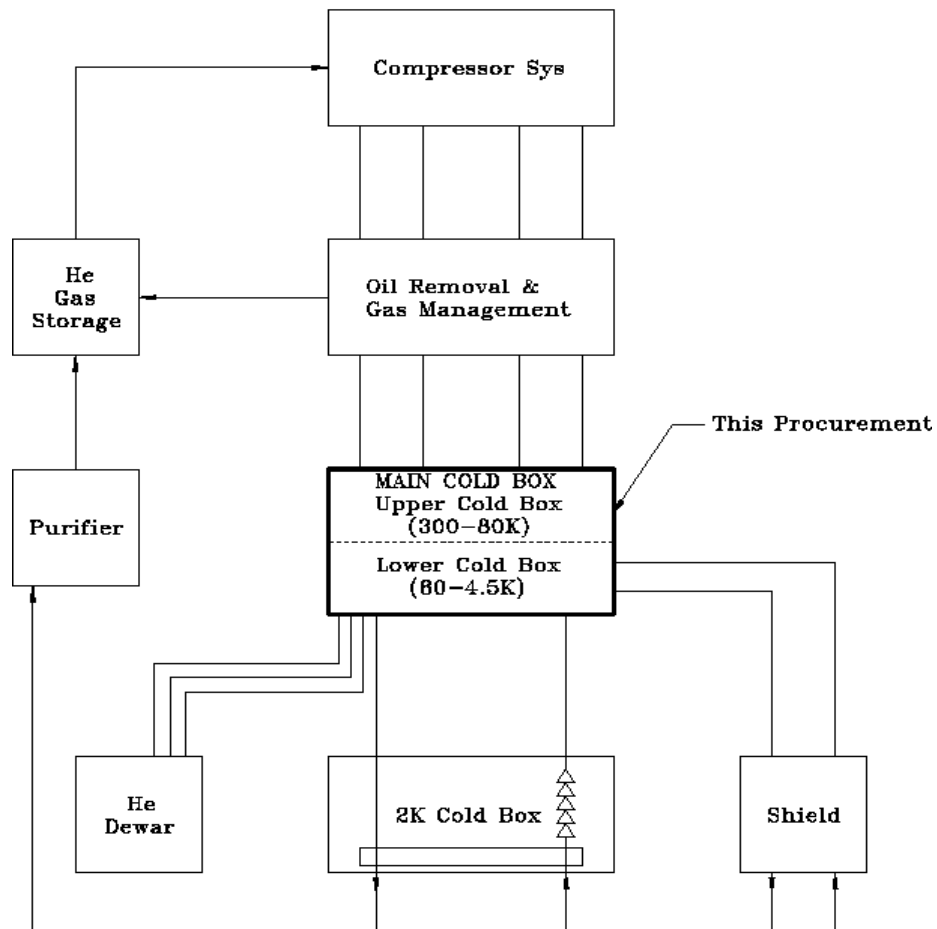 Compressor Sys
He
Gas
Storage
Oil Removal &
Gas Management
This Procurement
MAIN COLD BOX
Upper Cold Box
(300-80K)
Purifier
Lower Cold Box
(60-4.5K)
He
Dewar
2K Cold Box
Shield